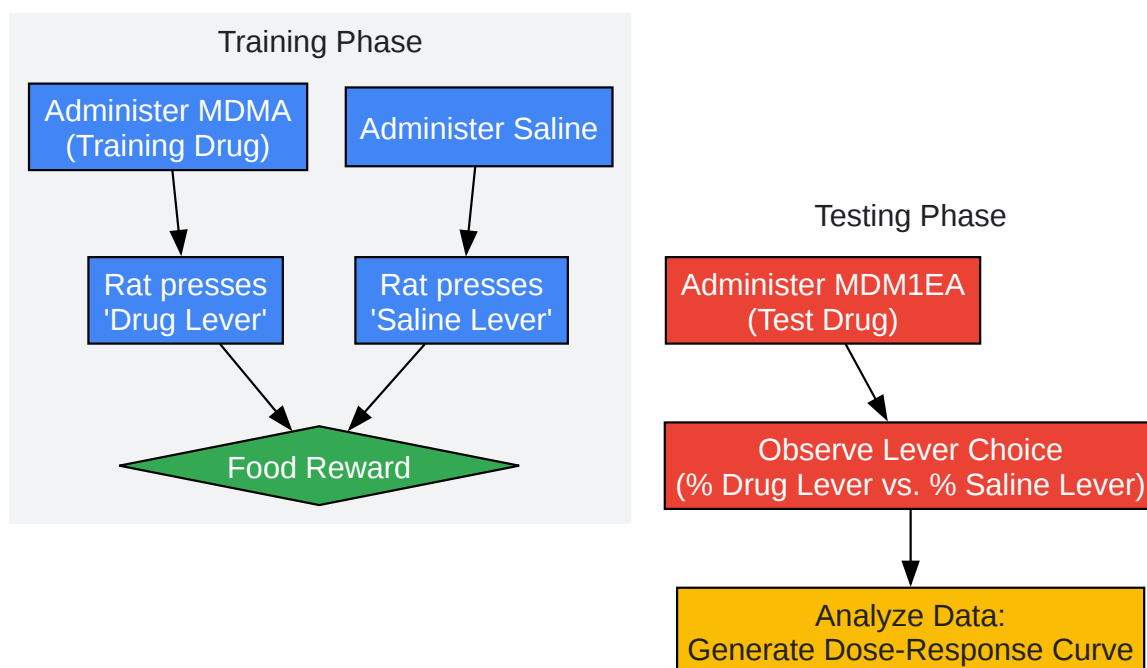 Training Phase
Administer MDMA
(Training Drug)
Administer Saline
Rat presses
'Drug Lever'
Rat presses
'Saline Lever'
Food Reward
Testing Phase
Administer MDM1EA
(Test Drug)
Observe Lever Choice
(% Drug Lever vs. % Saline Lever)
Analyze Data:
Generate Dose-Response Curve